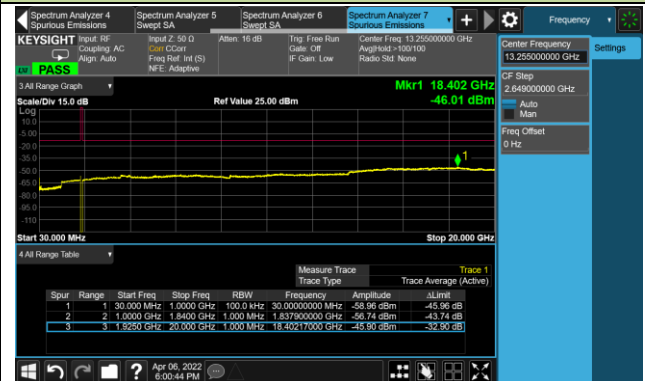 Spectrum Analyzer 4 Spectrum Analyzer 5 Spectrum Analyzer 6 Spectrum Analyzer 7 Frequency
Spurious Emissions Swept SA Swept SA Spurious Emissions
KEYSIGHT Input: RF Input Z: 50 Ω Atten: 16 dB Trig: Free Run Center Freq: 13.255000000 GHz
Coupling: AC Corr CCorr Gate: Off Avg|Hold:>100/100
Align: Auto Freq Ref: Int (S) IF Gain: Low Radio Std: None
NFE: Adaptive
LXI PASS
3 All Range Graph Mkr1 18.402 GHz
Scale/Div 15.0 dB Ref Value 25.00 dBm -46.01 dBm
Log
10.0
-5.00
-20.0
-35.0
-50.0
-65.0
-80.0
-95.0
-110
1
Start 30.000 MHz Stop 20.000 GHz
4 All Range Table
Measure Trace Trace 1
Trace Type Trace Average (Active)
Spur Range Start Freq Stop Freq RBW Frequency Amplitude ΔLimit
1 1 30.000 MHz 1.0000 GHz 100.0 kHz 30.00000000 MHz -58.96 dBm -45.96 dB
2 2 1.0000 GHz 1.8400 GHz 1.000 MHz 1.837900000 GHz -56.74 dBm -43.74 dB
3 3 1.9250 GHz 20.000 GHz 1.000 MHz 18.40217000 GHz -45.90 dBm -32.90 dB
Apr 06, 2022
6:00:44 PM
Center Frequency
13.255000000 GHz
Settings
CF Step
2.649000000 GHz
Auto
Man
Freq Offset
0 Hz